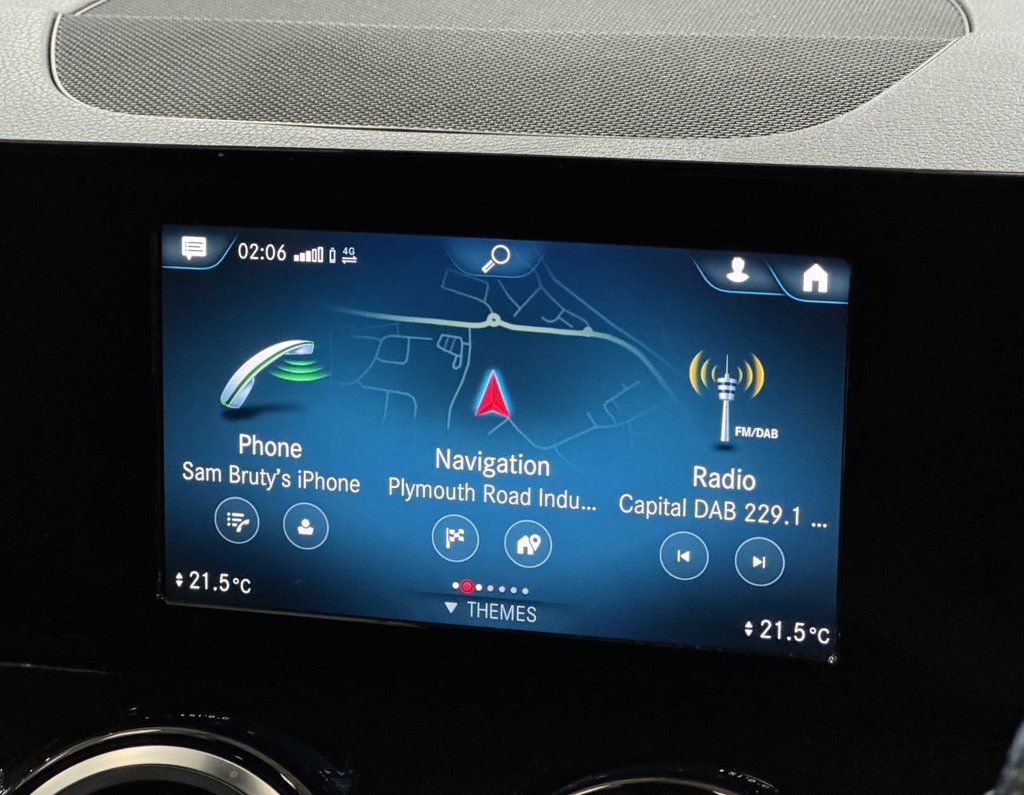 02:06 4G
FM/DAB
Phone
Sam Bruty's iPhone
Navigation
Plymouth Road Indu...
Radio
Capital DAB 229.1 ...
21.5°C
THEMES
21.5°C